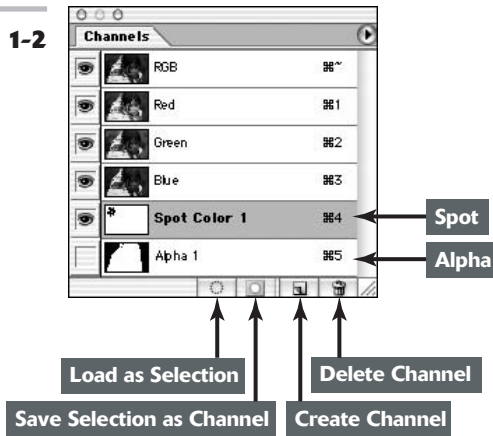 1-2
Channels
RGB ⌘~
Red ⌘1
Green ⌘2
Blue ⌘3
Spot Color 1 ⌘4
Spot
Alpha 1 ⌘5
Alpha
Load as Selection
Delete Channel
Save Selection as Channel
Create Channel